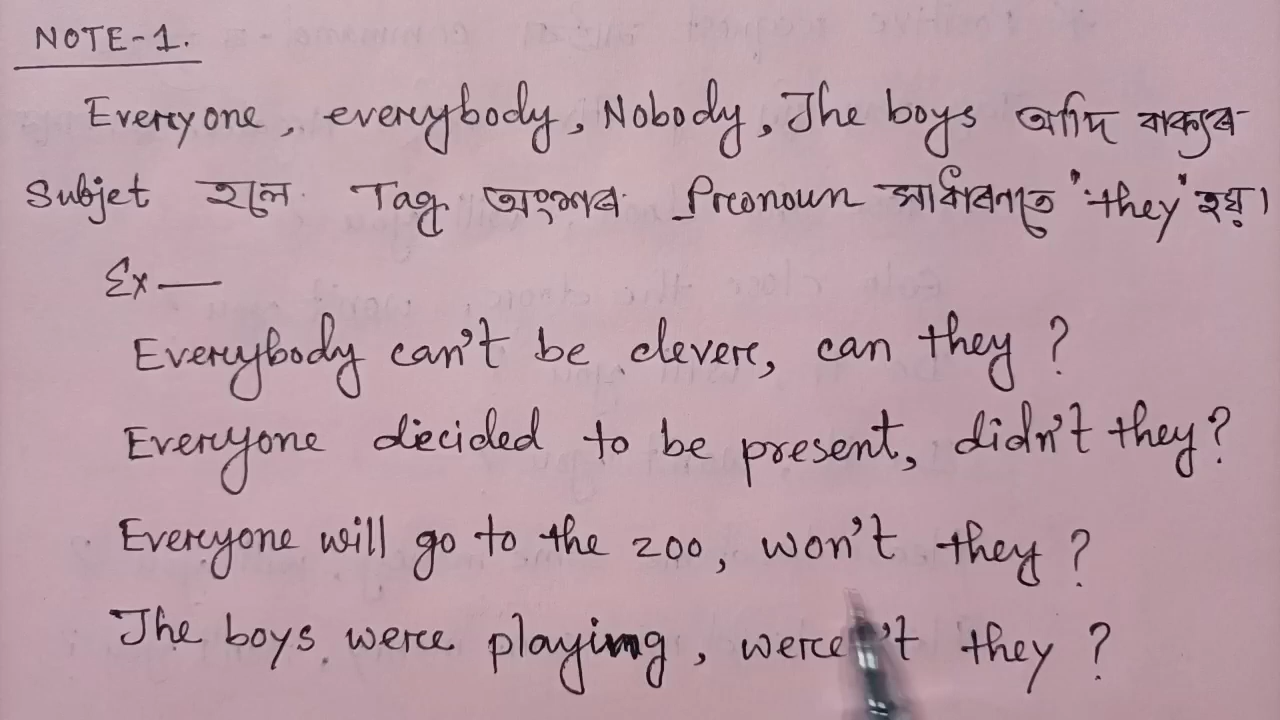 NOTE-1.
Everyone, everybody, Nobody, The boys আদি বাক্যৰ
Subjet হলে Tag অংশৰ Pronoun সাধাৰনতে "they" হয়।
Ex —
Everybody can't be clever, can they ?
Everyone decided to be present, didn't they?
Everyone will go to the zoo, won't they ?
The boys were playing, weren't they ?